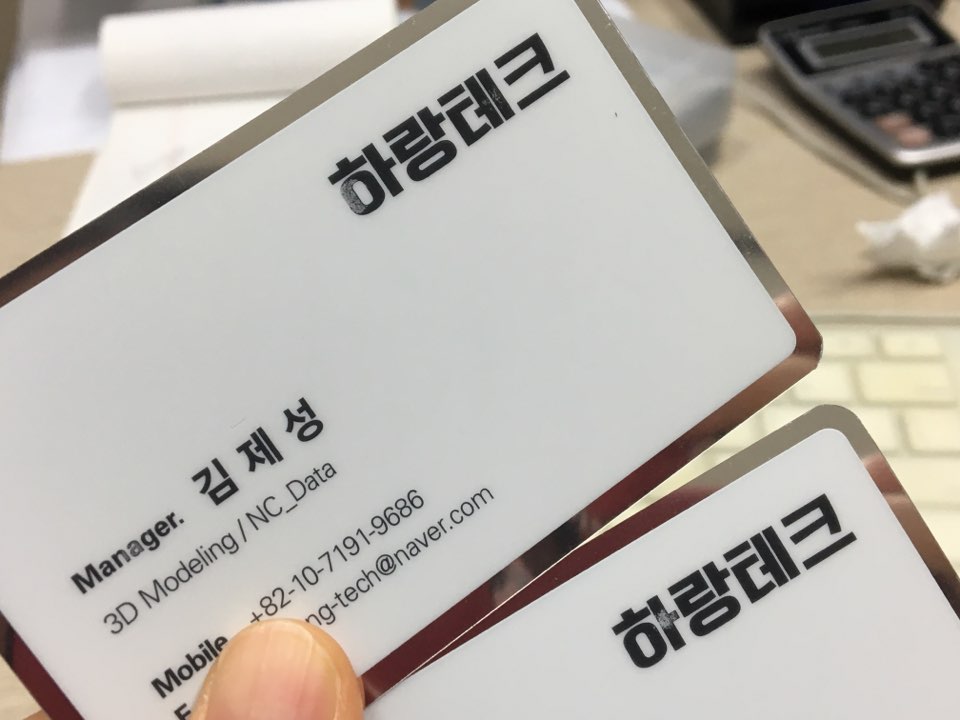 하랑테크
Manager. 김제성
3D Modeling / NC_Data
Mobile +82-10-7191-9686
ng-tech@naver.com
하랑테크